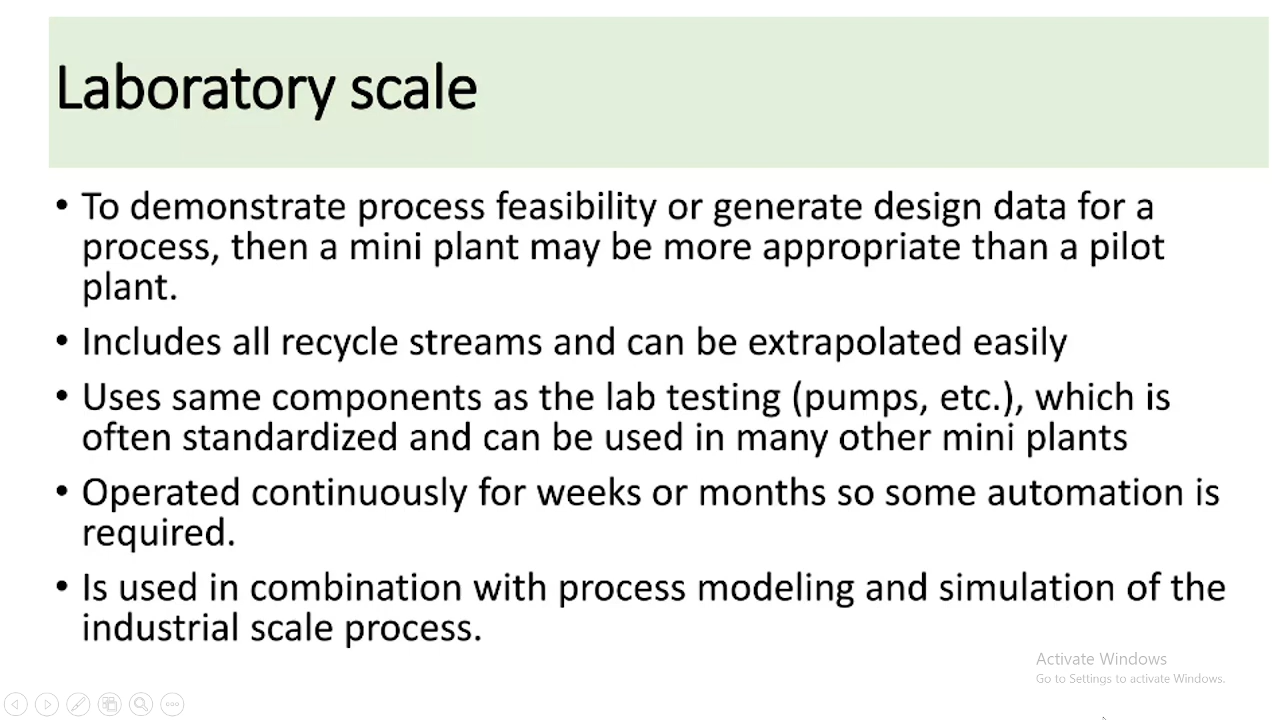 Laboratory scale
• To demonstrate process feasibility or generate design data for a
process, then a mini plant may be more appropriate than a pilot
plant.
• Includes all recycle streams and can be extrapolated easily
• Uses same components as the lab testing (pumps, etc.), which is
often standardized and can be used in many other mini plants
• Operated continuously for weeks or months so some automation is
required.
• Is used in combination with process modeling and simulation of the
industrial scale process.
Activate Windows
Go to Settings to activate Windows.